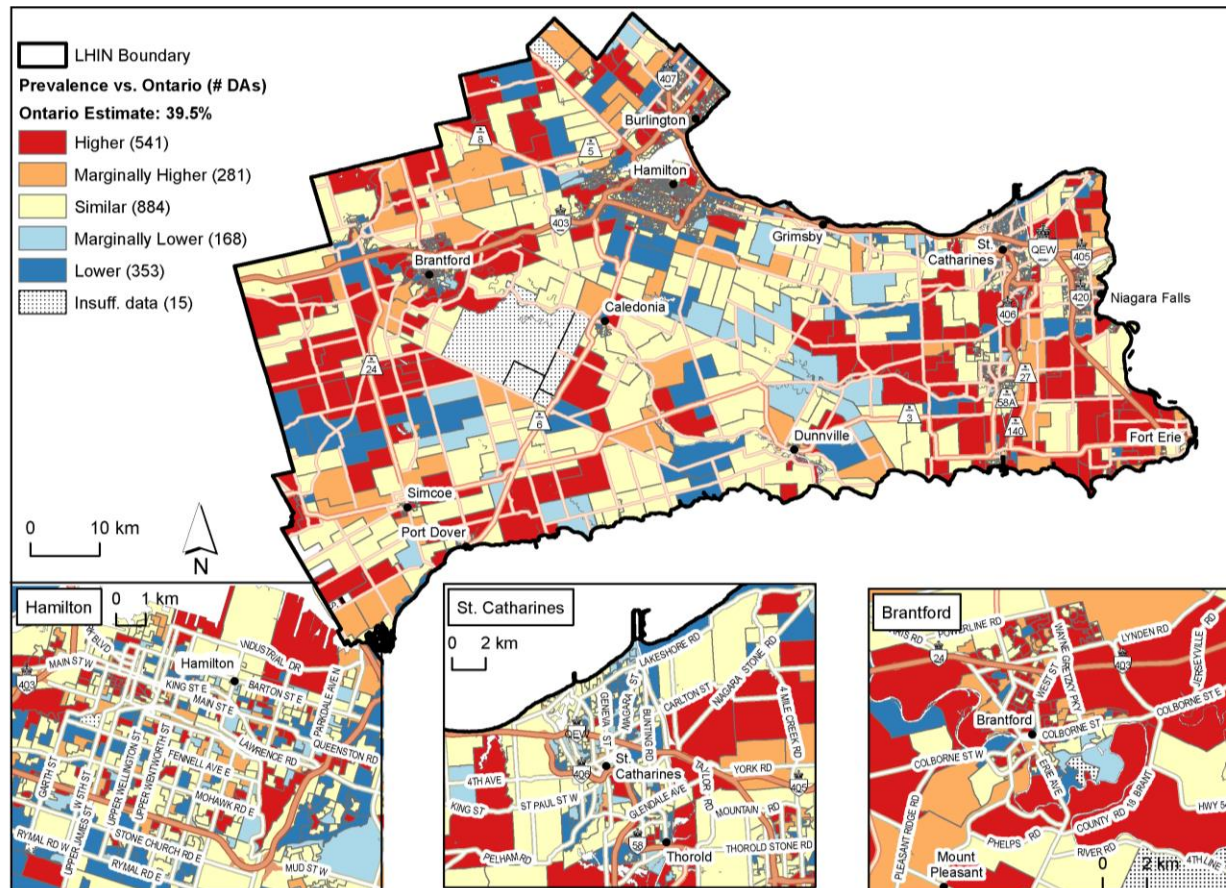 LHIN Boundary
Prevalence vs. Ontario (# DAs)
Ontario Estimate: 39.5%
Higher (541)
Marginally Higher (281)
Similar (884)
Marginally Lower (168)
Lower (353)
Insuff. data (15)
407
Burlington
8
5
Hamilton
403
Grimsby
St.
Catharines
QEW
405
Brantford
420
Niagara Falls
Caledonia
406
24
27
58A
6
3
140
Dunnville
Fort Erie
Simcoe
Port Dover
0 10 km
N
Hamilton
0 1 km
BLVD
MAIN ST W
403
Hamilton
INDUSTRIAL DR
KING ST E
BARTON ST E
MAIN ST E
PARKDALE AVE N
LAWRENCE RD
QUEENSTON RD
GARTH ST
FENNELL AVE E
UPPER WELLINGTON ST
UPPER WENTWORTH ST
W 5TH ST
MOHAWK RD E
UPPER JAMES ST
RYMAL RD W
STONE CHURCH RD E
RYMAL RD E
MUD ST W
St. Catharines
0 2 km
LAKESHORE RD
NIAGARA STONE RD
CARLTON ST
4 MILE CREEK RD
GENEVA ST
NIAGARA ST
BUNTING RD
QEW
406
St.
Catharines
4TH AVE
TAYLOR RD
YORK RD
405
KING ST
ST PAUL ST W
GLENDALE AVE
MOUNTAIN RD
58
PELHAM RD
Thorold
THOROLD STONE RD
Brantford
POWERLINE RD
24
WAYNE GRETZKY PKY
LYNDEN RD
403
JERSEYVILLE RD
WEST ST
Brantford
COLBORNE ST
COLBORNE ST E
COLBORNE ST W
ERIE AVE
PLEASANT RIDGE RD
COUNTY RD 18 BRANT
PHELPS RD
HWY 54
RIVER RD
Mount
Pleasant
0 2 km
4TH LINE